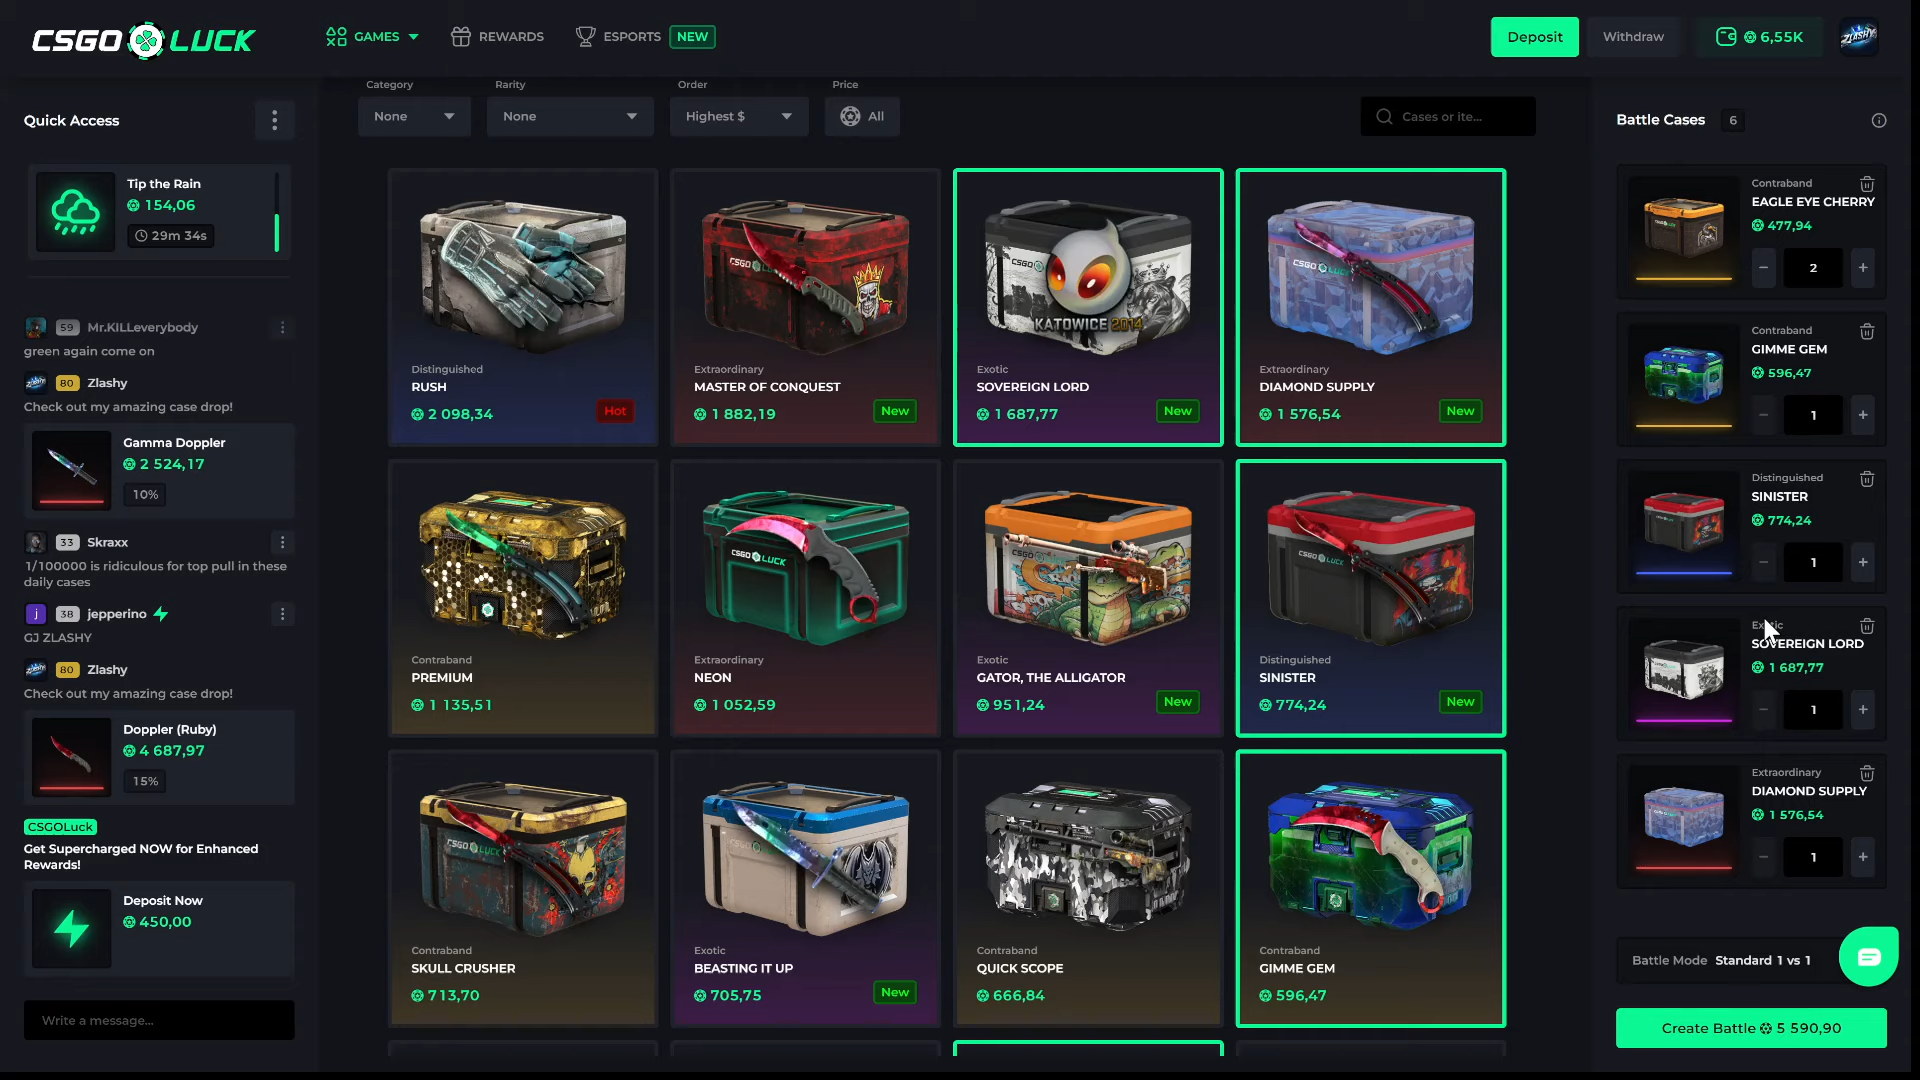 CSGO LUCK
GAMES
REWARDS
ESPORTS
NEW
Deposit
Withdraw
6,55K
Quick Access
Tip the Rain
154,06
29m 34s
59 Mr.KILLeverybody
green again come on
80 Zlashy
Check out my amazing case drop!
Gamma Doppler
2 524,17
10%
33 Skraxx
1/100000 is ridiculous for top pull in these
daily cases
j 38 jepperino
GJ ZLASHY
80 Zlashy
Check out my amazing case drop!
Doppler (Ruby)
4 687,97
15%
CSGOLuck
Get Supercharged NOW for Enhanced
Rewards!
Deposit Now
450,00
Write a message...
Category
None
Rarity
None
Order
Highest $
Price
All
Cases or ite...
Distinguished
RUSH
2 098,34
Hot
Extraordinary
MASTER OF CONQUEST
1 882,19
New
KATOWICE 2014
Exotic
SOVEREIGN LORD
1 687,77
New
Extraordinary
DIAMOND SUPPLY
1 576,54
New
Contraband
PREMIUM
1 135,51
CSGO LUCK
Extraordinary
NEON
1 052,59
Exotic
GATOR, THE ALLIGATOR
951,24
New
CSGO LUCK
Distinguished
SINISTER
774,24
New
Contraband
SKULL CRUSHER
713,70
Exotic
BEASTING IT UP
705,75
New
Contraband
QUICK SCOPE
666,84
Contraband
GIMME GEM
596,47
Battle Cases 6
Contraband
EAGLE EYE CHERRY
477,94
− 2 +
Contraband
GIMME GEM
596,47
− 1 +
Distinguished
SINISTER
774,24
− 1 +
Exotic
SOVEREIGN LORD
1 687,77
− 1 +
Extraordinary
DIAMOND SUPPLY
1 576,54
− 1 +
Battle Mode Standard 1 vs 1
Create Battle 5 590,90